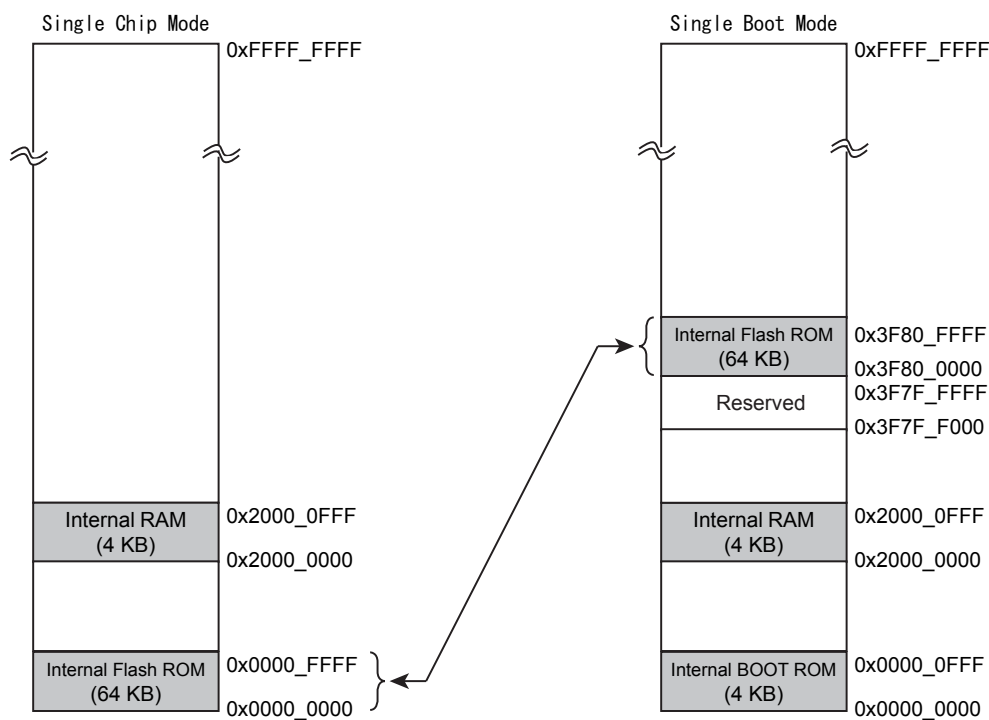 Single Chip Mode
0xFFFF_FFFF
Internal RAM
(4 KB)
0x2000_0FFF
0x2000_0000
Internal Flash ROM
(64 KB)
0x0000_FFFF
0x0000_0000
Single Boot Mode
0xFFFF_FFFF
Internal Flash ROM
(64 KB)
0x3F80_FFFF
0x3F80_0000
Reserved
0x3F7F_FFFF
0x3F7F_F000
Internal RAM
(4 KB)
0x2000_0FFF
0x2000_0000
Internal BOOT ROM
(4 KB)
0x0000_0FFF
0x0000_0000